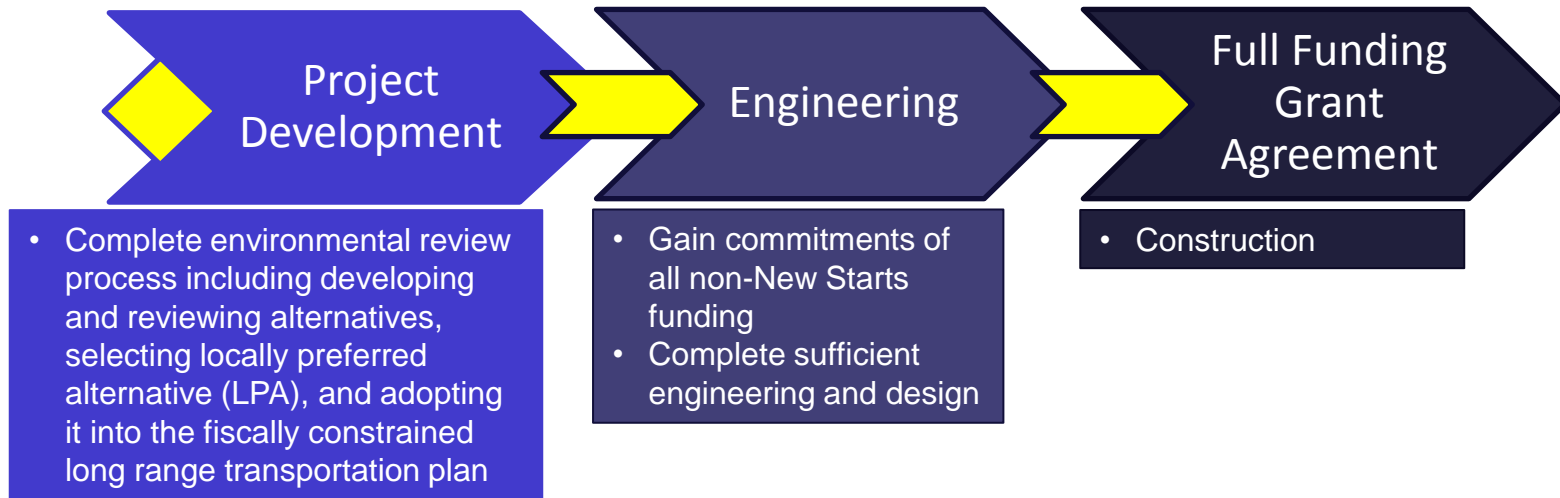 Project
Development
Engineering
Full Funding
Grant
Agreement
• Complete environmental review
process including developing
and reviewing alternatives,
selecting locally preferred
alternative (LPA), and adopting
it into the fiscally constrained
long range transportation plan
• Gain commitments of
all non-New Starts
funding
• Complete sufficient
engineering and design
• Construction